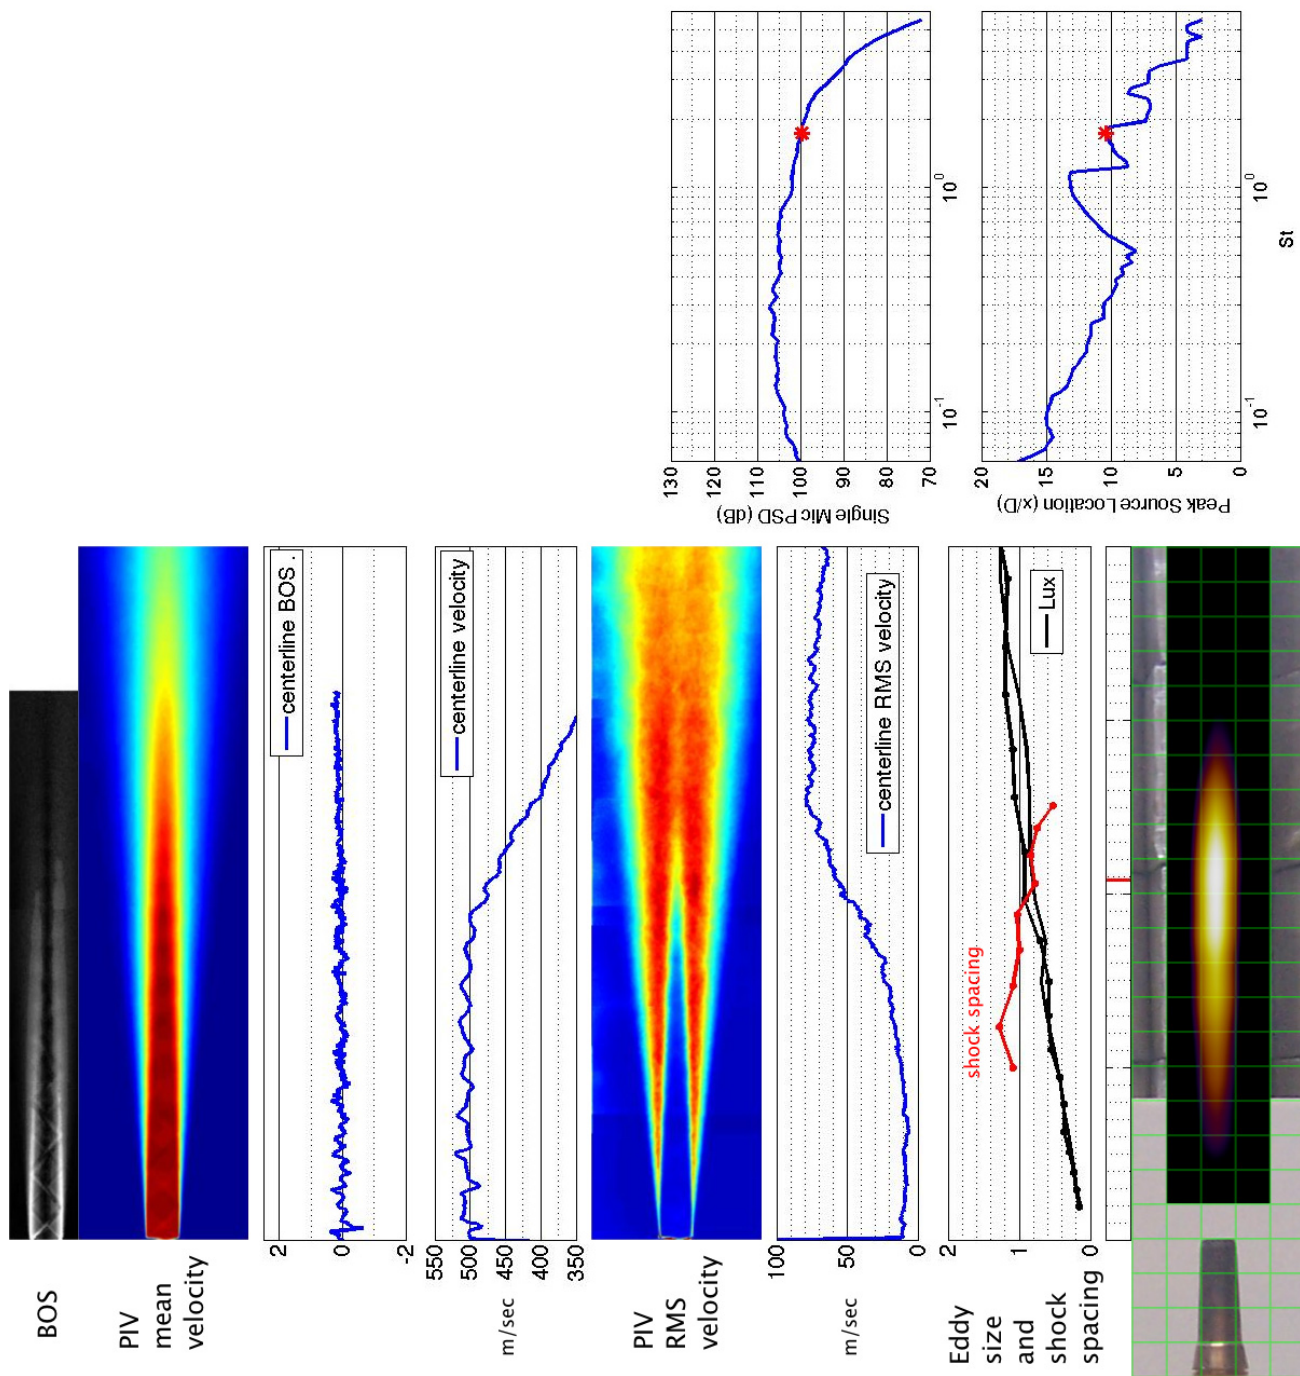 BOS
PIV
mean
velocity
centerline BOS.
2
0
-2
m/sec
centerline velocity
550
500
450
400
350
PIV
RMS
velocity
m/sec
centerline RMS velocity
100
50
0
Eddy
size
and
shock
spacing
shock spacing
Lux
2
1
0
Single Mic PSD (dB)
130
120
110
100
90
80
70
10⁻¹
10⁰
Peak Source Location (x/D)
20
15
10
5
0
10⁻¹
10⁰
St